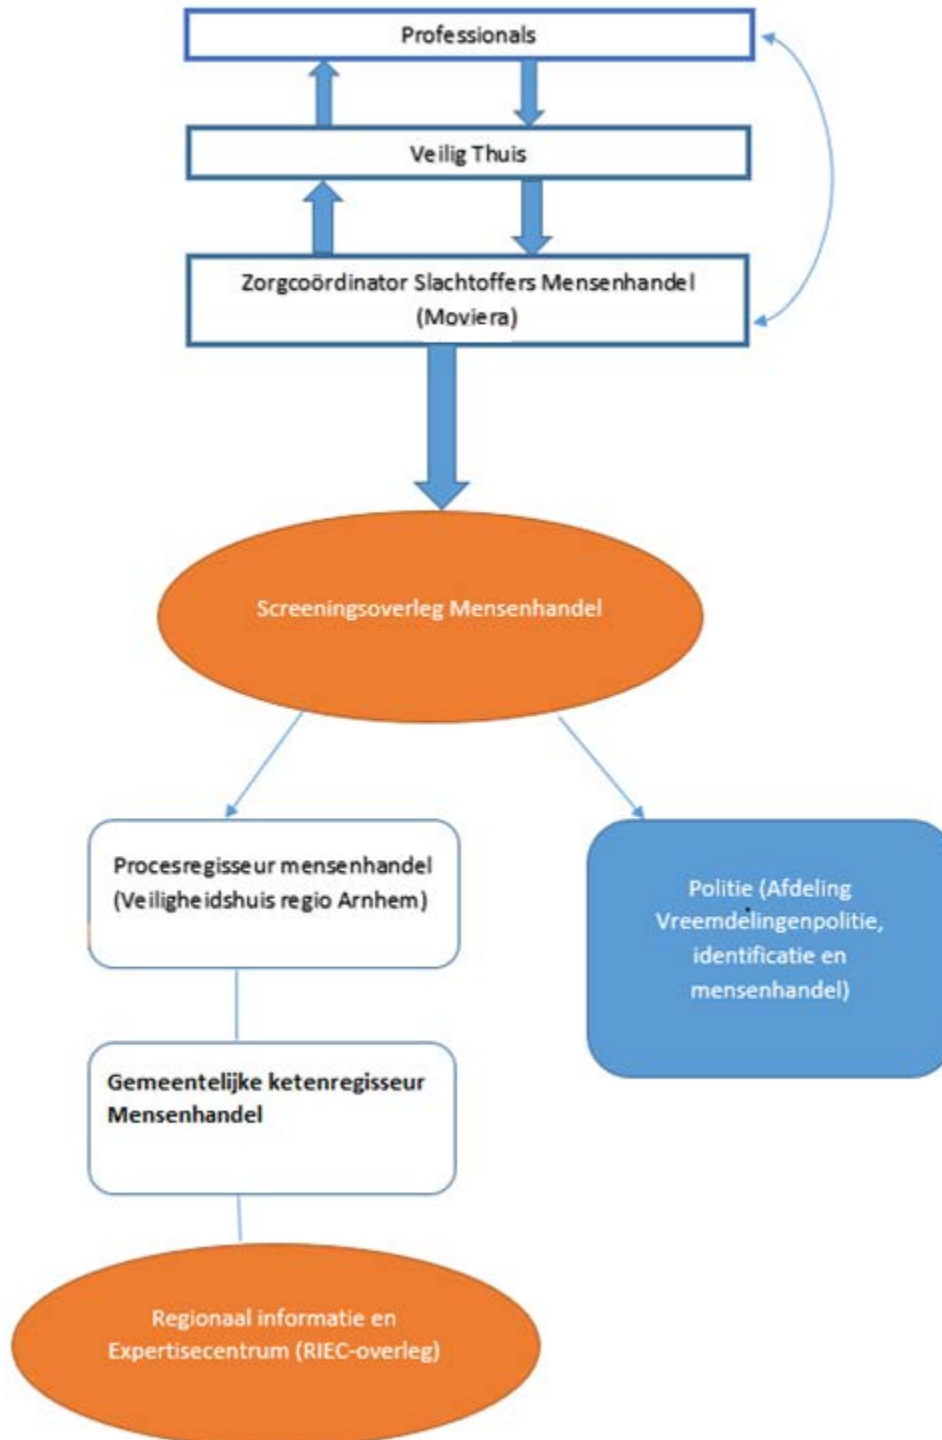 Professionals
Veilig Thuis
Zorgcoördinator Slachtoffers Mensenhandel
(Moviera)
Screeningsoverleg Mensenhandel
Procesregisseur mensenhandel
(Veiligheidshuis regio Arnhem)
Politie (Afdeling
Vreemdelingenpolitie,
identificatie en
mensenhandel)
Gemeentelijke ketenregisseur
Mensenhandel
Regionaal informatie en
Expertisecentrum (RIEC-overleg)